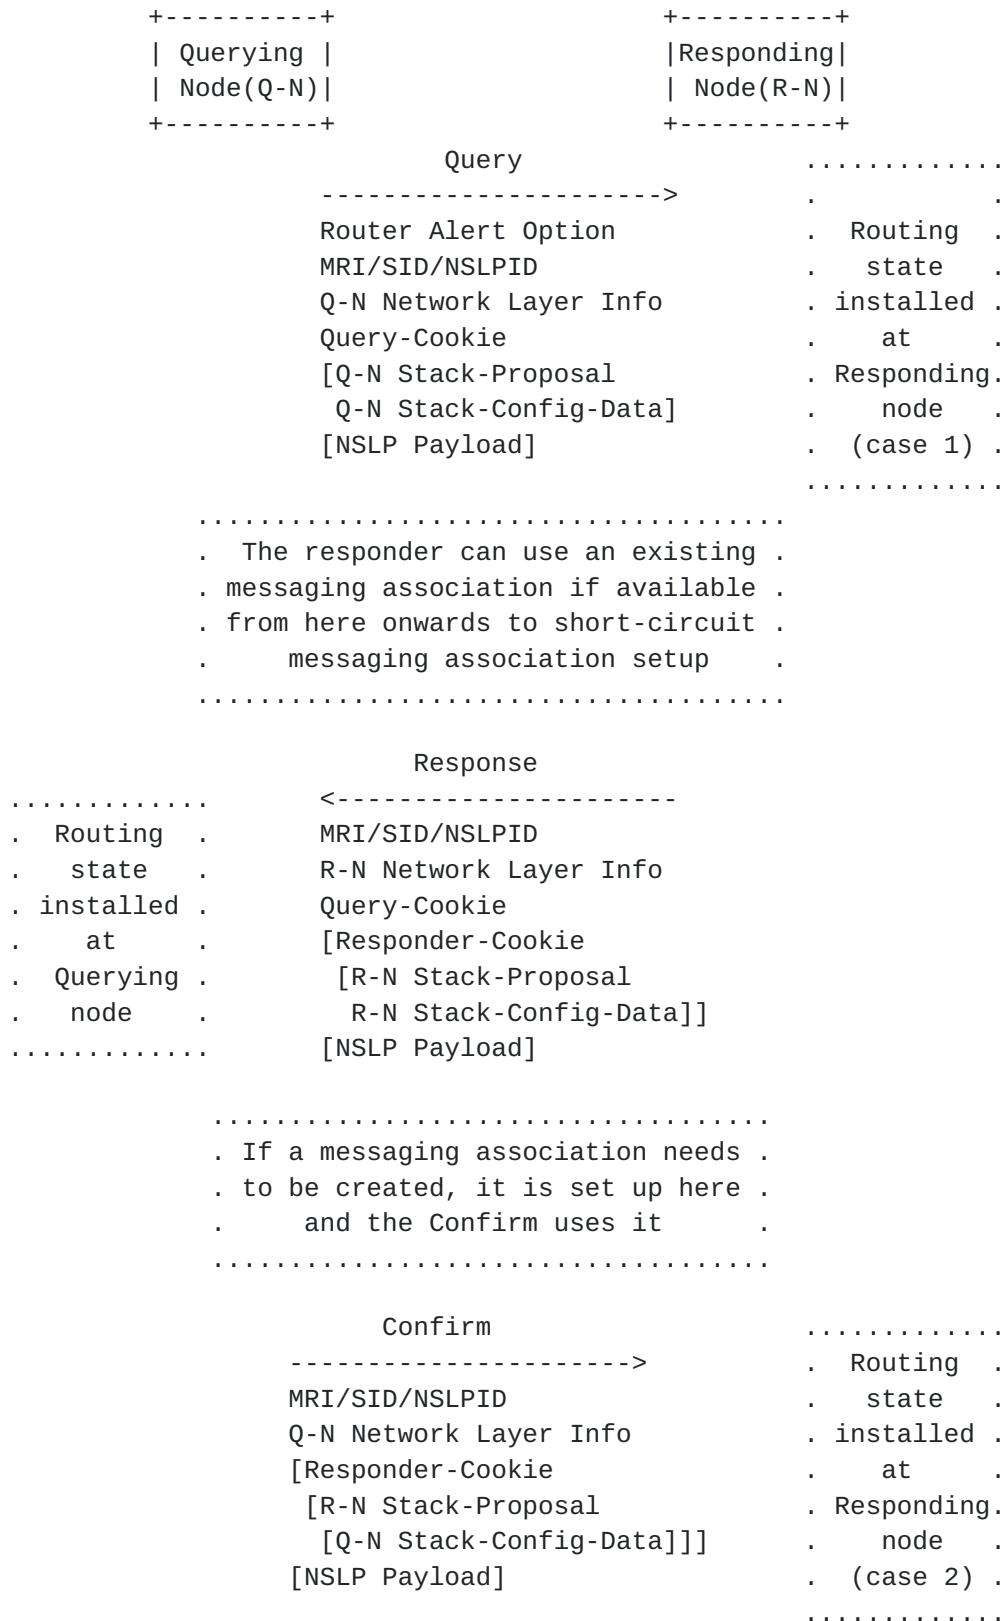 +----------+                     +----------+
| Querying |                     |Responding|
| Node(Q-N)|                     | Node(R-N)|
+----------+                     +----------+
Query                  .............
---------------------->        .           .
Router Alert Option            .  Routing  .
MRI/SID/NSLPID                 .   state   .
Q-N Network Layer Info         . installed .
Query-Cookie                   .    at     .
[Q-N Stack-Proposal            . Responding.
Q-N Stack-Config-Data]        .    node   .
[NSLP Payload]                 .  (case 1) .
.............
......................................
.  The responder can use an existing .
. messaging association if available .
. from here onwards to short-circuit .
.     messaging association setup    .
......................................
Response
.............       <----------------------
.  Routing  .       MRI/SID/NSLPID
.   state   .       R-N Network Layer Info
. installed .       Query-Cookie
.    at     .       [Responder-Cookie
.  Querying .        [R-N Stack-Proposal
.   node    .         R-N Stack-Config-Data]]
.............       [NSLP Payload]
....................................
. If a messaging association needs .
. to be created, it is set up here .
.     and the Confirm uses it      .
....................................
Confirm                    .............
---------------------->          .  Routing  .
MRI/SID/NSLPID                   .   state   .
Q-N Network Layer Info           . installed .
[Responder-Cookie                .    at     .
[R-N Stack-Proposal             . Responding.
[Q-N Stack-Config-Data]]]      .    node   .
[NSLP Payload]                   .  (case 2) .
.............